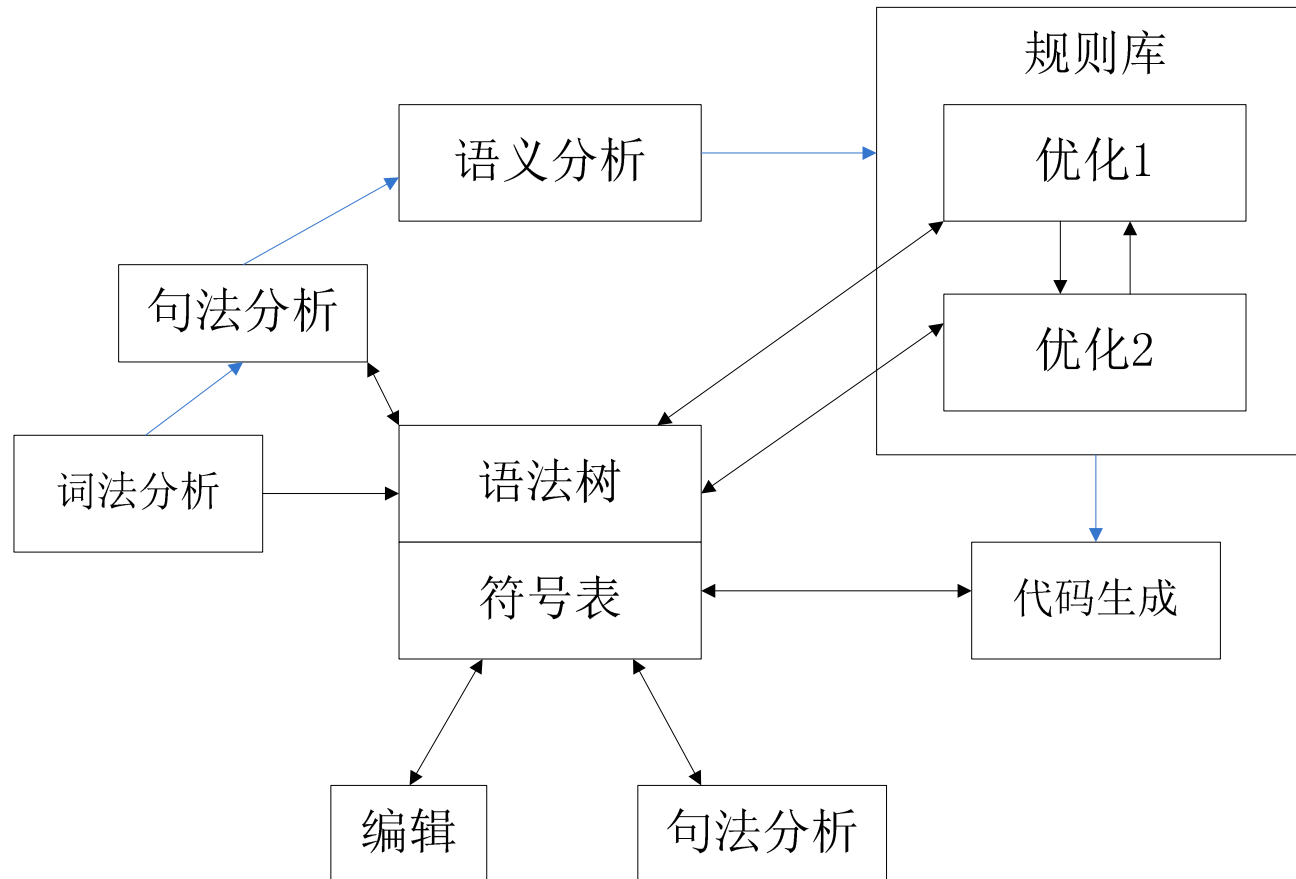 规则库
语义分析
优化1
句法分析
优化2
词法分析
语法树
符号表
代码生成
编辑
句法分析